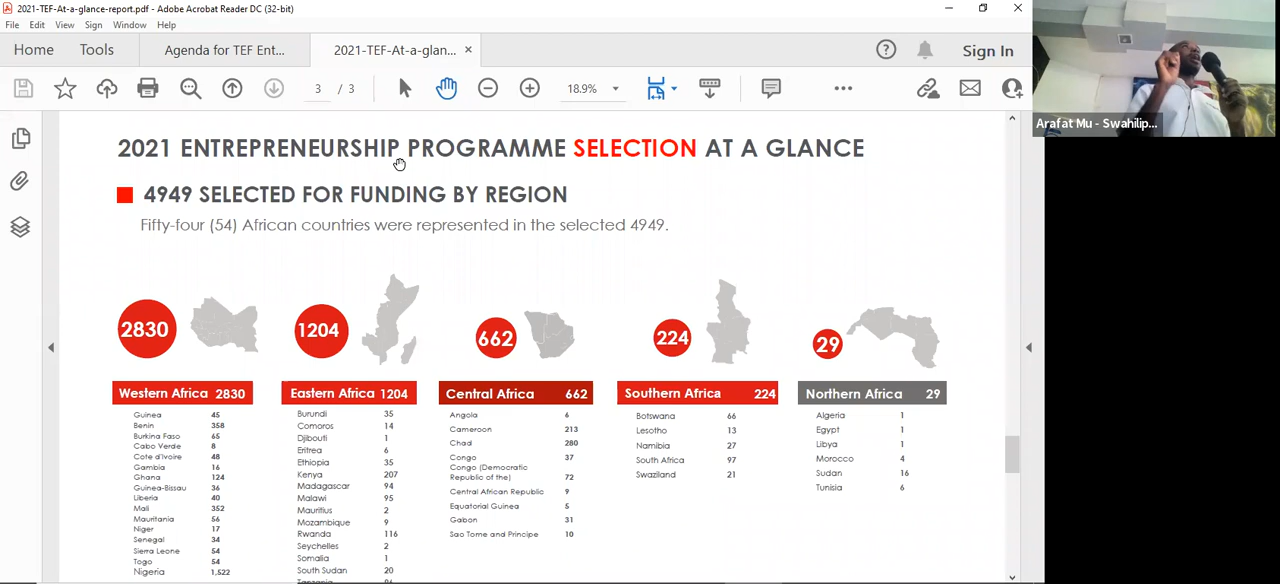 2021-TEF-At-a-glance-report.pdf - Adobe Acrobat Reader DC (32-bit)
File Edit View Sign Window Help
Home Tools Agenda for TEF Ent... 2021-TEF-At-a-glan... × Sign In
3 / 3 18.9%
Arafat Mu - Swahilip...
2021 ENTREPRENEURSHIP PROGRAMME SELECTION AT A GLANCE
4949 SELECTED FOR FUNDING BY REGION
Fifty-four (54) African countries were represented in the selected 4949.
2830
Western Africa 2830
Guinea 45
Benin 358
Burkina Faso 65
Cabo Verde 8
Cote d'Ivoire 48
Gambia 16
Ghana 124
Guinea-Bissau 36
Liberia 40
Mali 352
Mauritania 56
Niger 17
Senegal 34
Sierra Leone 54
Togo 54
Nigeria 1,522
1204
Eastern Africa 1204
Burundi 35
Comoros 14
Djibouti 1
Eritrea 6
Ethiopia 35
Kenya 207
Madagascar 94
Malawi 95
Mauritius 2
Mozambique 9
Rwanda 116
Seychelles 2
Somalia 1
South Sudan 20
662
Central Africa 662
Angola 6
Cameroon 213
Chad 280
Congo 37
Congo (Democratic
Republic of the) 72
Central African Republic 9
Equatorial Guinea 5
Gabon 31
Sao Tome and Principe 10
224
Southern Africa 224
Botswana 66
Lesotho 13
Namibia 27
South Africa 97
Swaziland 21
29
Northern Africa 29
Algeria 1
Egypt 1
Libya 1
Morocco 4
Sudan 16
Tunisia 6